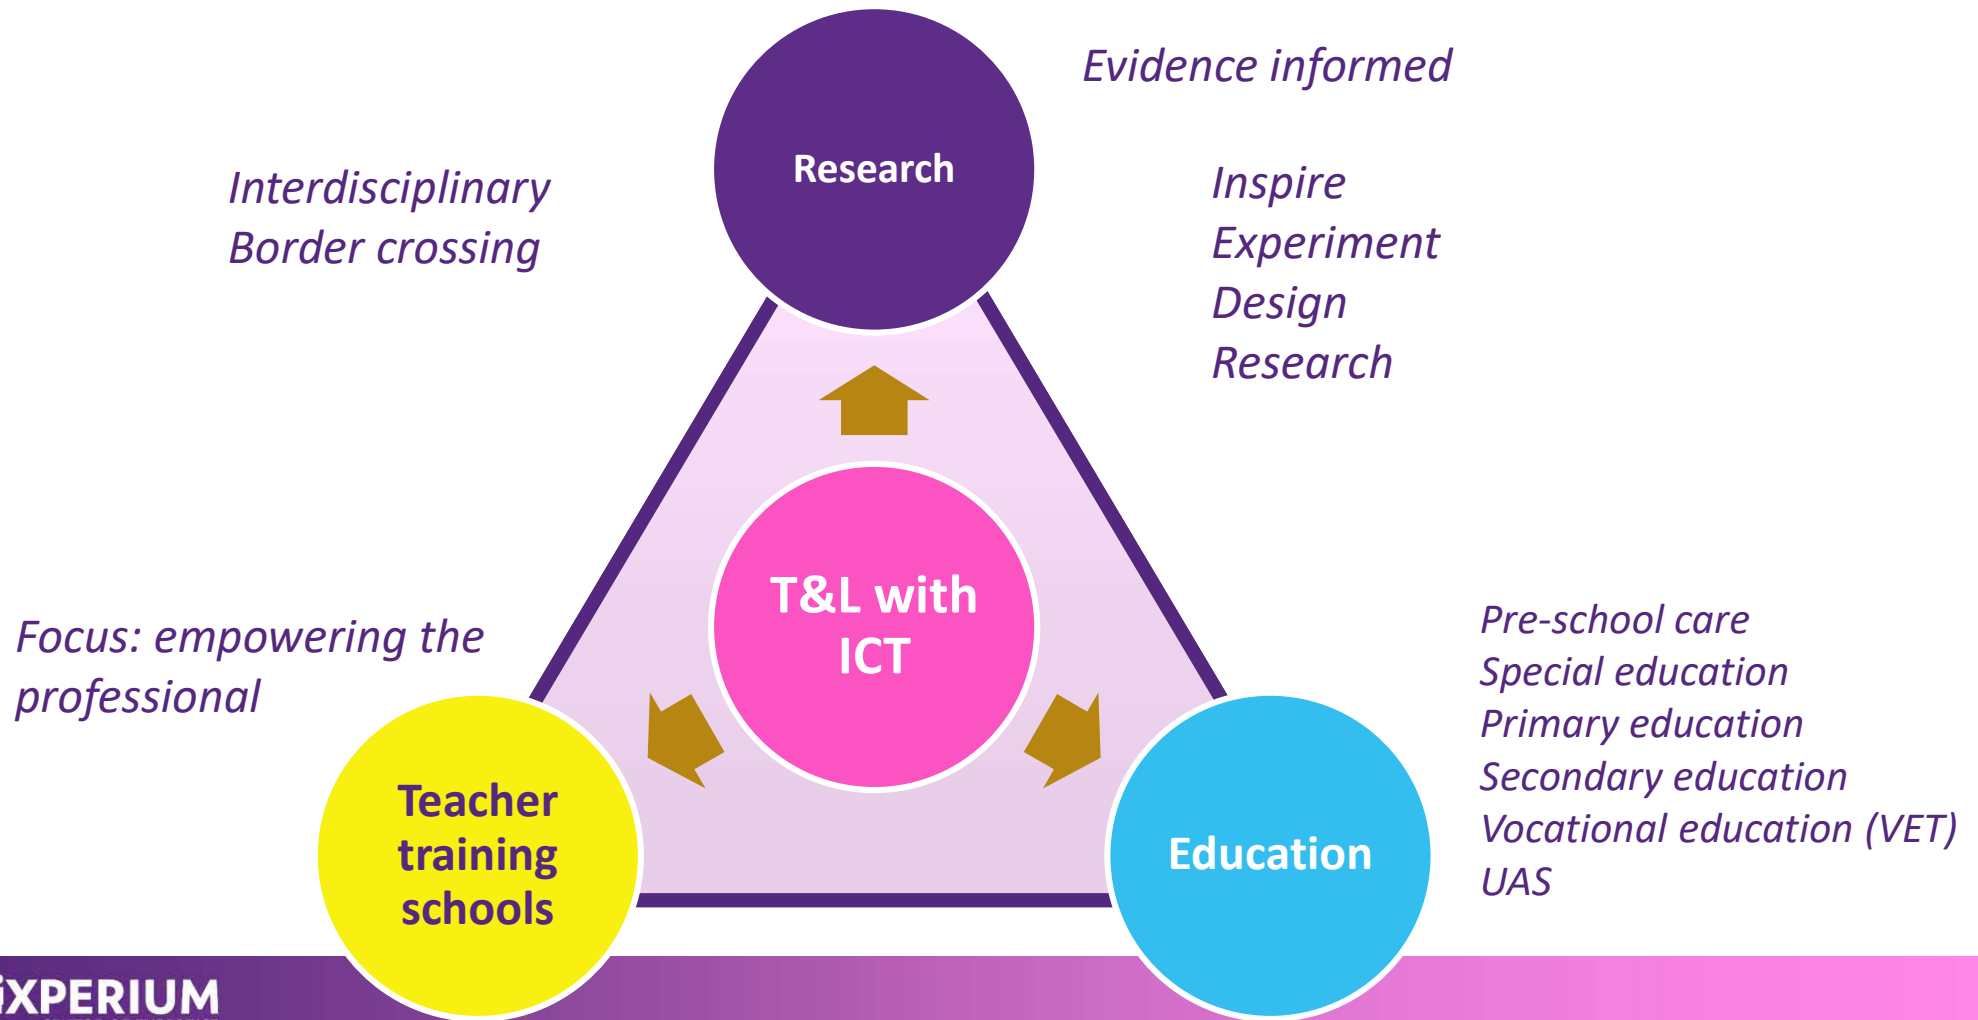 Evidence informed
Research
Interdisciplinary
Border crossing
Inspire
Experiment
Design
Research
T&L with
ICT
Focus: empowering the
professional
Pre-school care
Special education
Primary education
Secondary education
Vocational education (VET)
UAS
Teacher
training
schools
Education
iXPERIUM